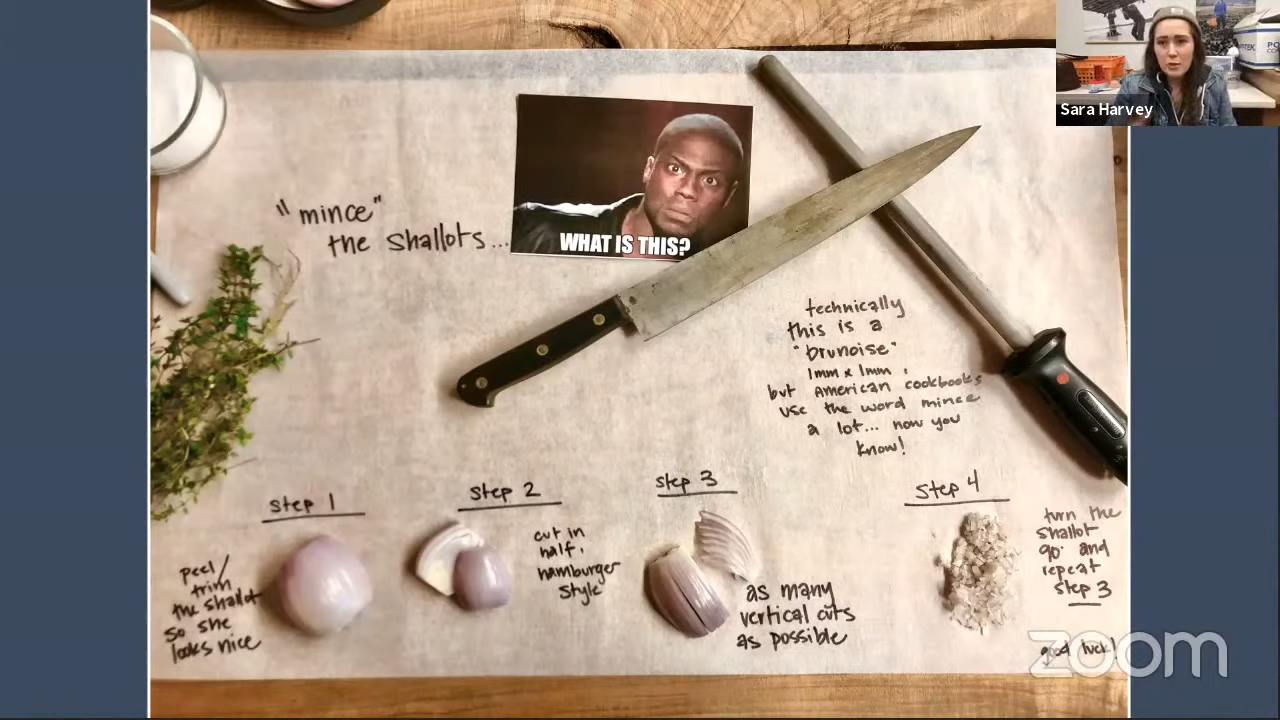 Sara Harvey
"mince"
the shallots...
WHAT IS THIS?
technically
this is a
"brunoise"
1mm x 1mm,
but American cookbooks
use the word mince
a lot... now you
know!
step 1
peel/
trim
the shallot
so she
looks nice
step 2
cut in
half,
hamburger
style
step 3
as many
vertical cuts
as possible
step 4
turn the
shallot
90° and
repeat
step 3
good luck!
zoom